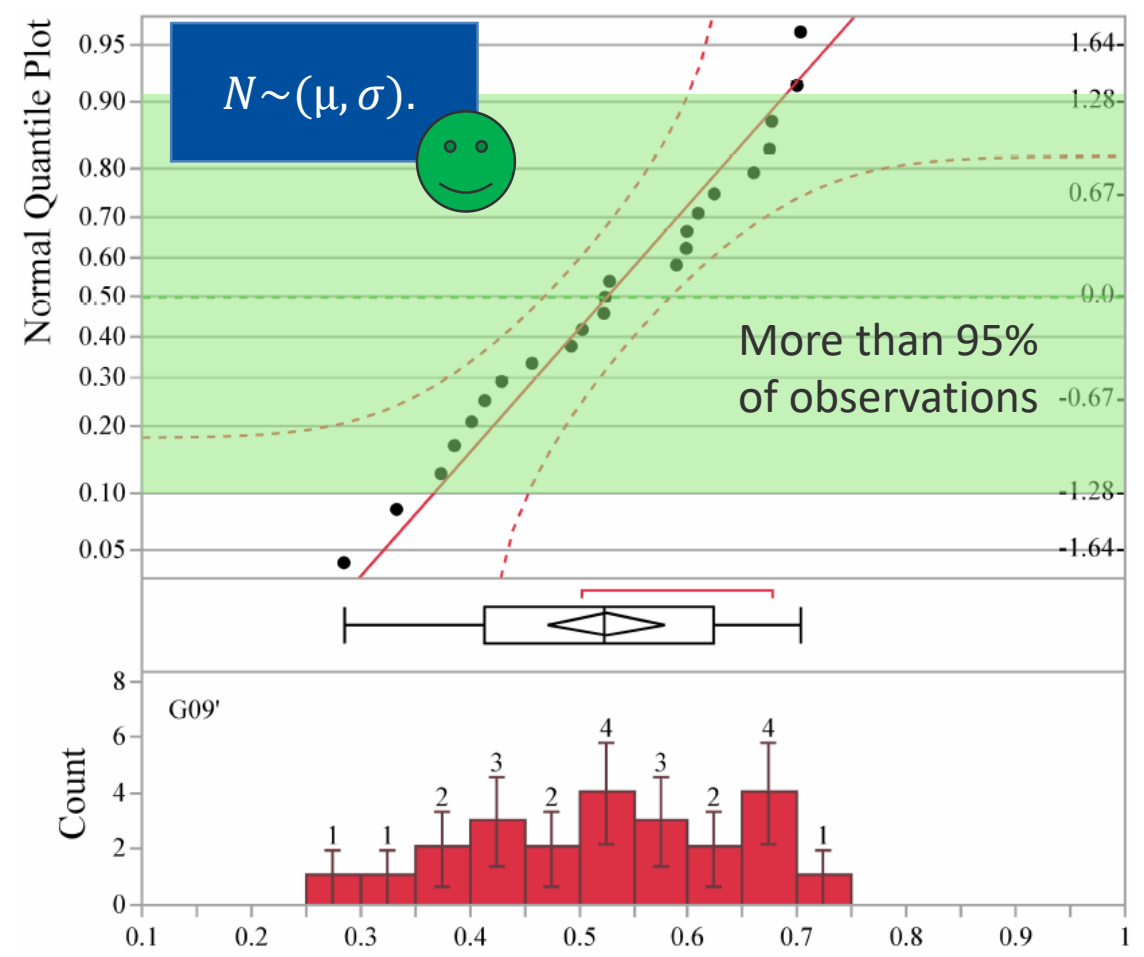 Normal Quantile Plot
0.95
0.90
0.80
0.70
0.60
0.50
0.40
0.30
0.20
0.10
0.05
N~(μ, σ).
1.64
1.28
0.67
0.0
-0.67
-1.28
-1.64
More than 95%
of observations
Count
8
6
4
2
0
G09'
1 1 2 3 2 4 3 2 4 1
0.1 0.2 0.3 0.4 0.5 0.6 0.7 0.8 0.9 1